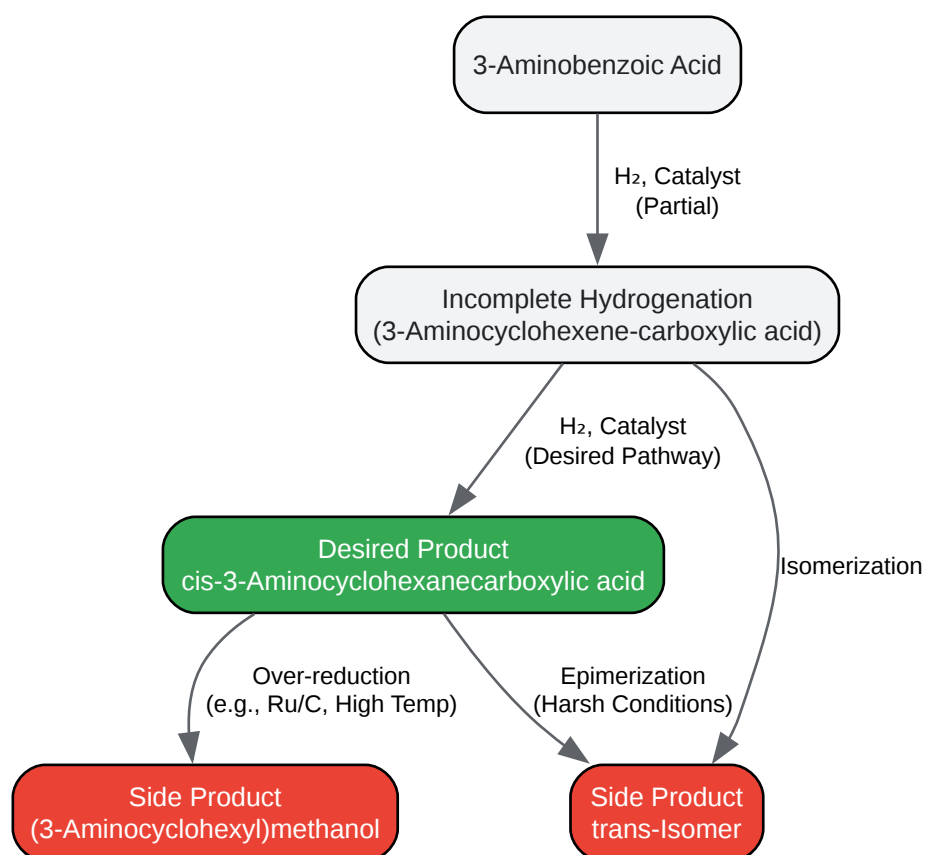 3-Aminobenzoic Acid
H₂, Catalyst
(Partial)
Incomplete Hydrogenation
(3-Aminocyclohexene-carboxylic acid)
H₂, Catalyst
(Desired Pathway)
Desired Product
cis-3-Aminocyclohexanecarboxylic acid
Isomerization
Over-reduction
(e.g., Ru/C, High Temp)
Epimerization
(Harsh Conditions)
Side Product
(3-Aminocyclohexyl)methanol
Side Product
trans-Isomer